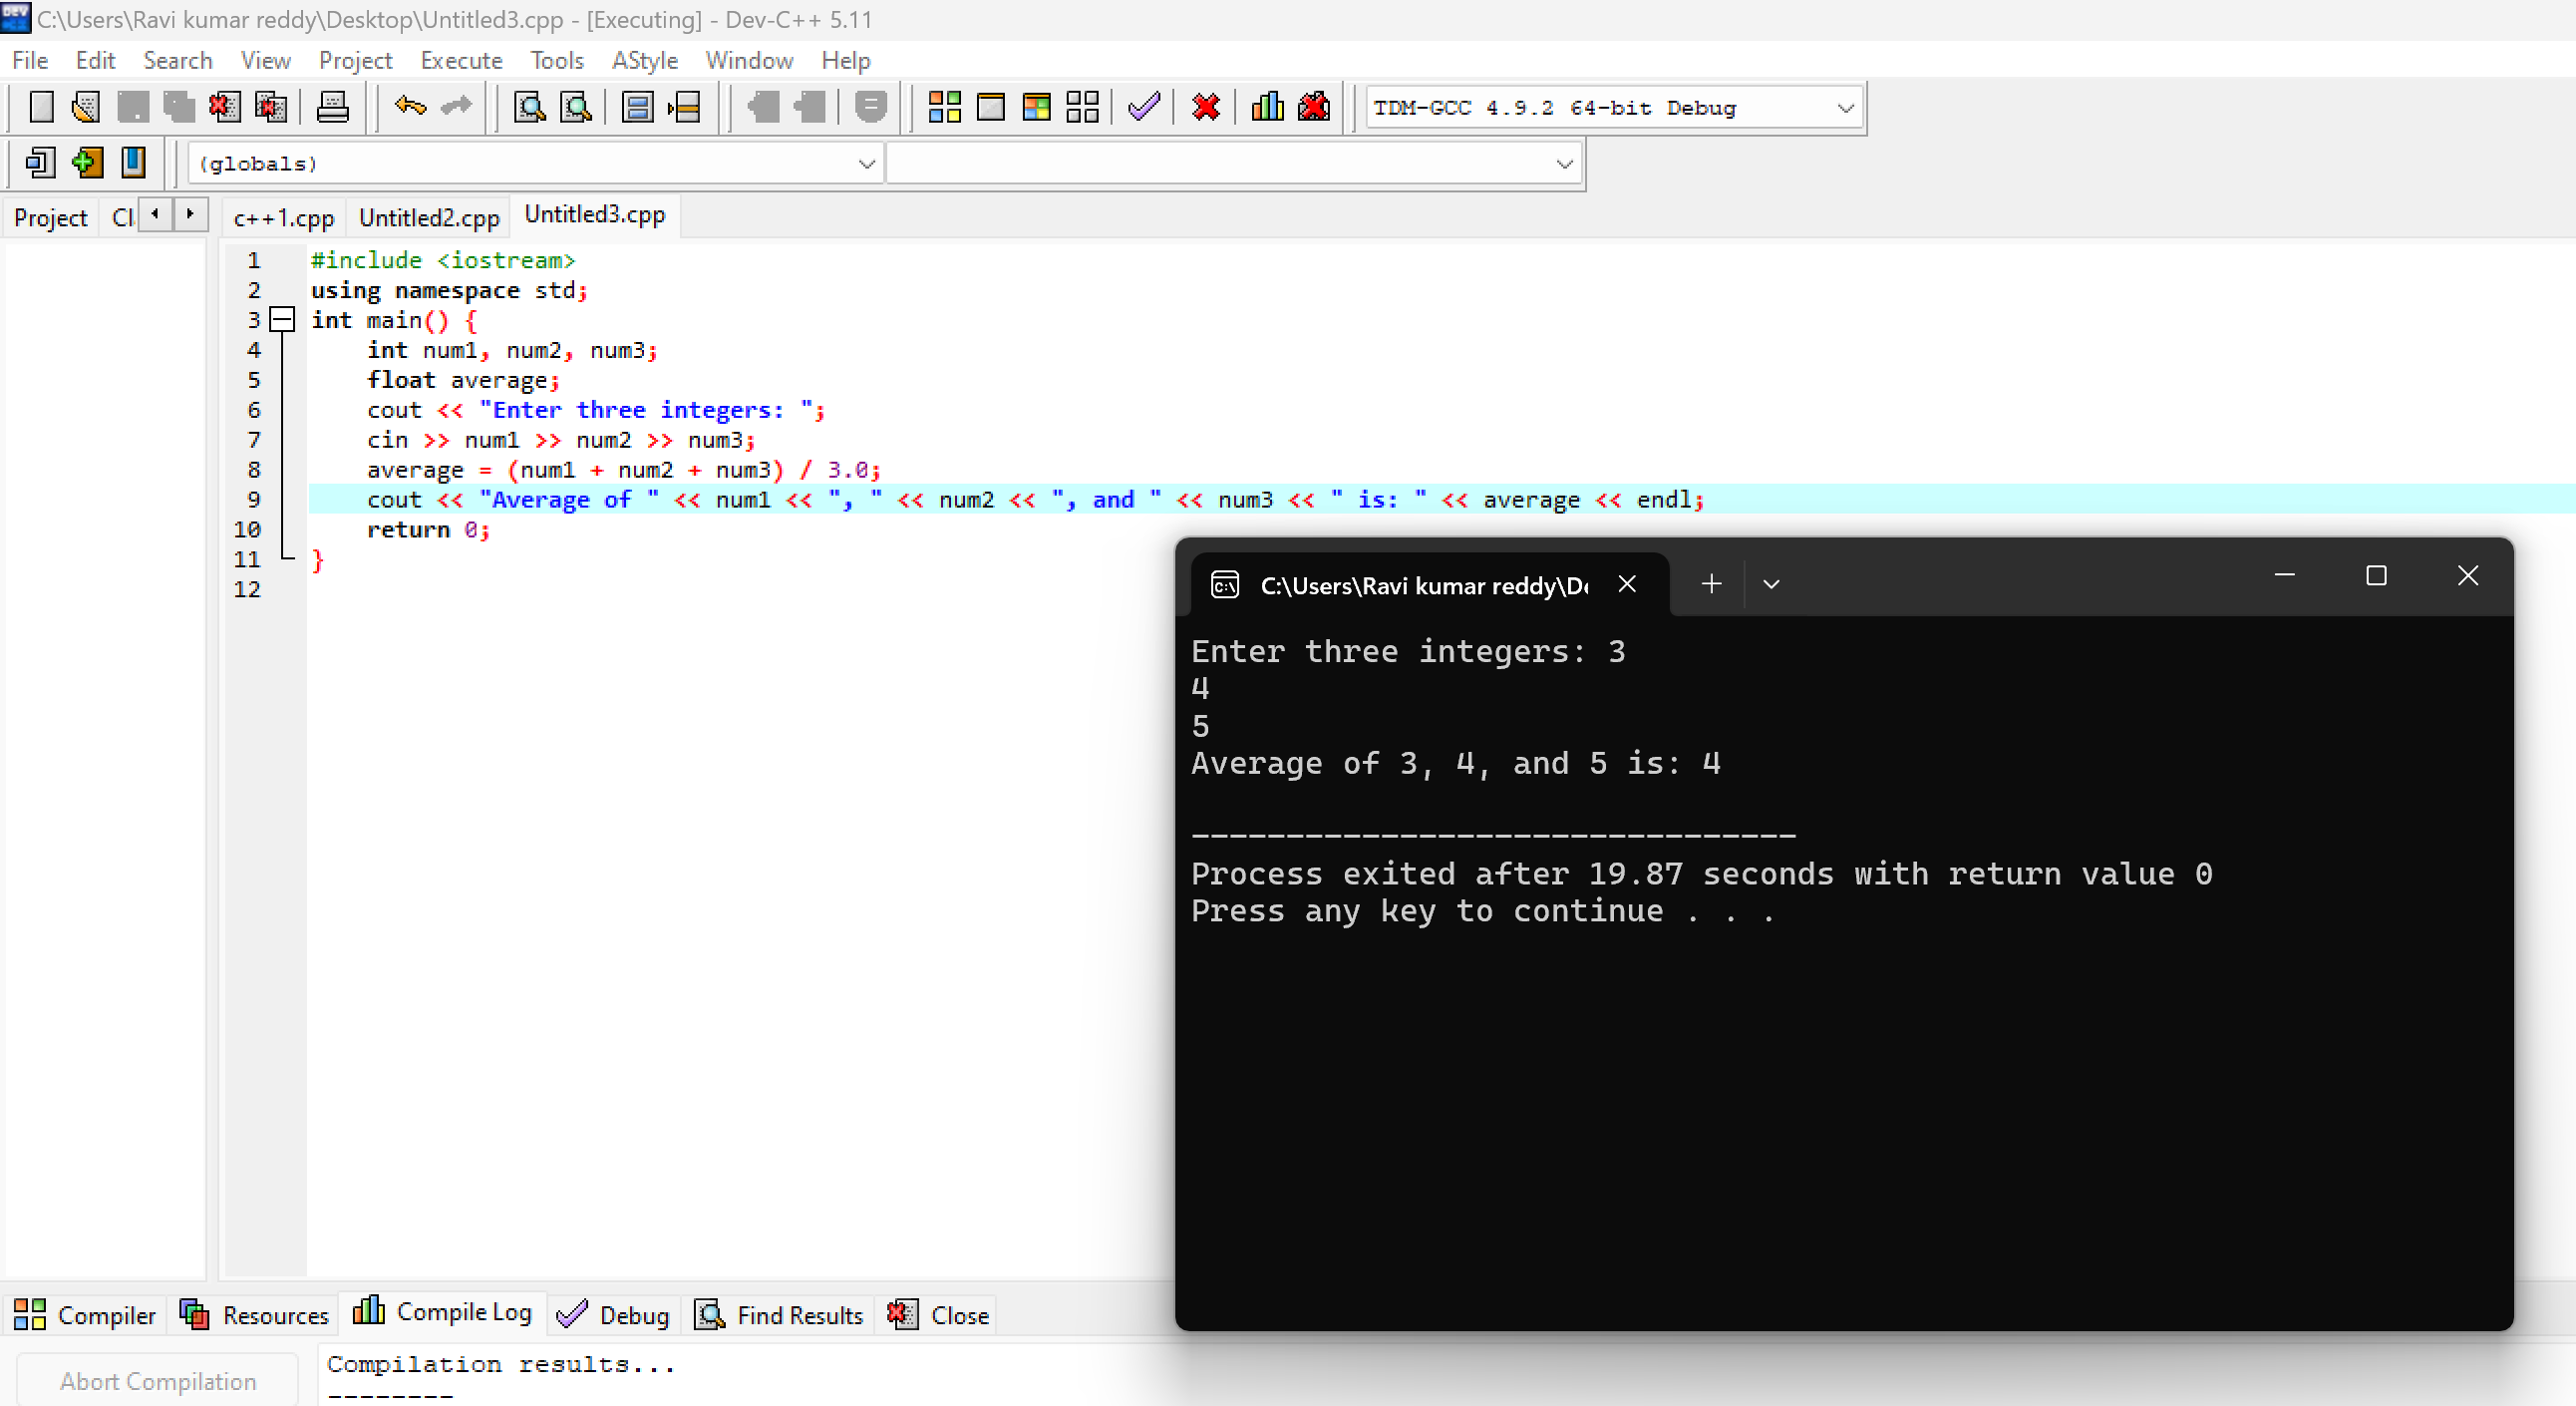 C:\Users\Ravi kumar reddy\Desktop\Untitled3.cpp - [Executing] - Dev-C++ 5.11
File Edit Search View Project Execute Tools AStyle Window Help
TDM-GCC 4.9.2 64-bit Debug
(globals)
Project Cl c++1.cpp Untitled2.cpp Untitled3.cpp
1 #include <iostream>
2 using namespace std;
3 int main() {
4 int num1, num2, num3;
5 float average;
6 cout << "Enter three integers: ";
7 cin >> num1 >> num2 >> num3;
8 average = (num1 + num2 + num3) / 3.0;
9 cout << "Average of " << num1 << ", " << num2 << ", and " << num3 << " is: " << average << endl;
10 return 0;
11 }
12
C:\Users\Ravi kumar reddy\De
Enter three integers: 3
4
5
Average of 3, 4, and 5 is: 4
--------------------------------
Process exited after 19.87 seconds with return value 0
Press any key to continue . . .
Compiler Resources Compile Log Debug Find Results Close
Abort Compilation
Compilation results...
--------